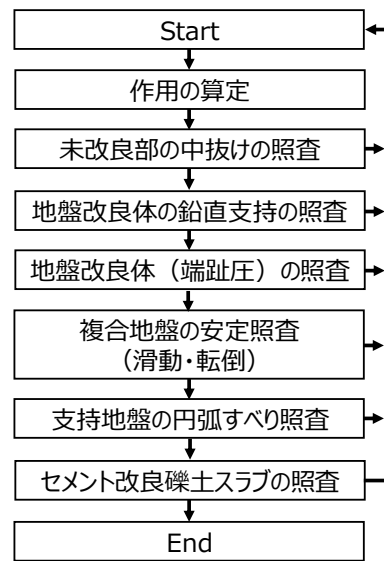 Start
作用の算定
未改良部の中抜けの照査
地盤改良体の鉛直支持の照査
地盤改良体（端趾圧）の照査
複合地盤の安定照査
（滑動・転倒）
支持地盤の円弧すべり照査
セメント改良礫土スラブの照査
End